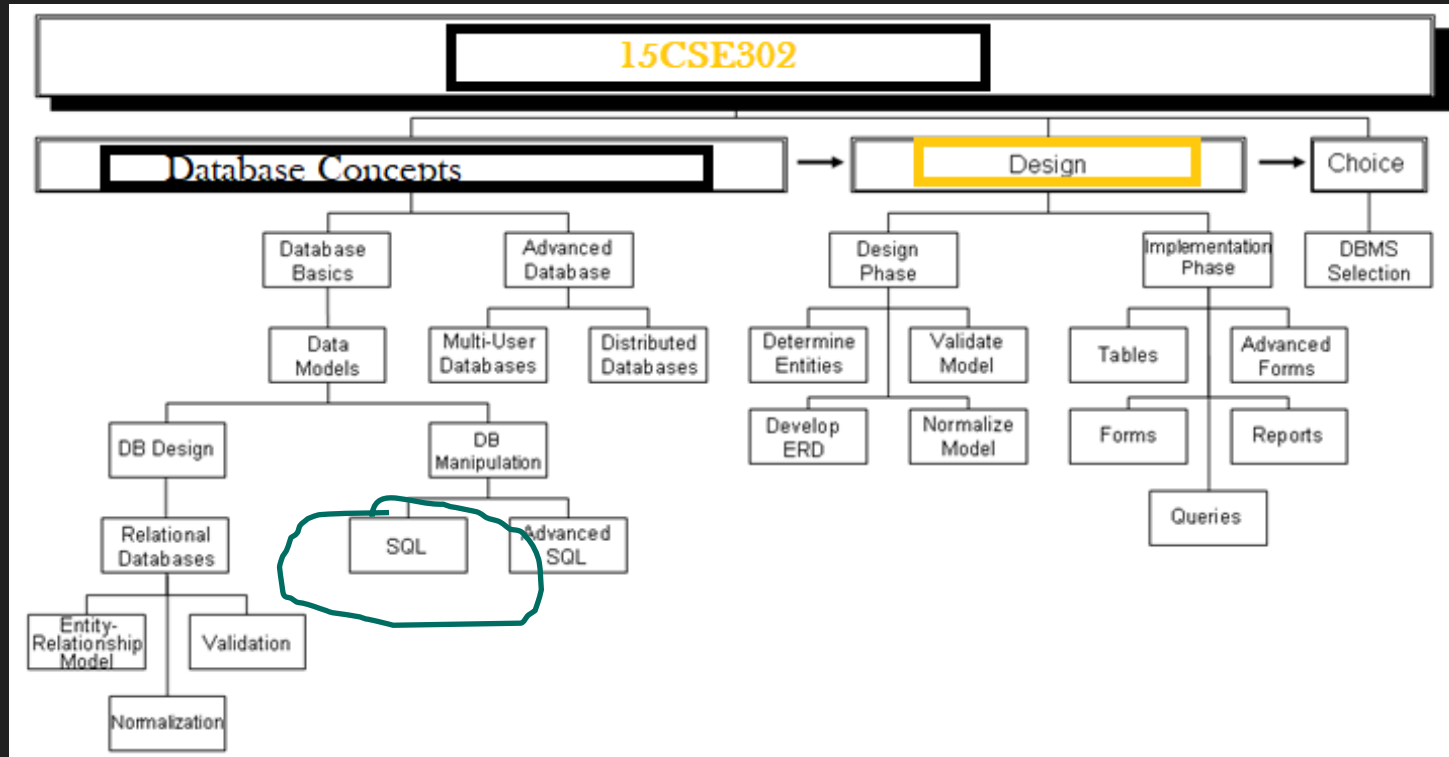 15CSE302
Database Concepts
Design
Choice
Database
Basics
Advanced
Database
Design
Phase
Implementation
Phase
DBMS
Selection
Data
Models
Multi-User
Databases
Distributed
Databases
Determine
Entities
Validate
Model
Tables
Advanced
Forms
DB Design
DB
Manipulation
Develop
ERD
Normalize
Model
Forms
Reports
Relational
Databases
SQL
Advanced
SQL
Queries
Entity-
Relationship
Model
Validation
Normalization